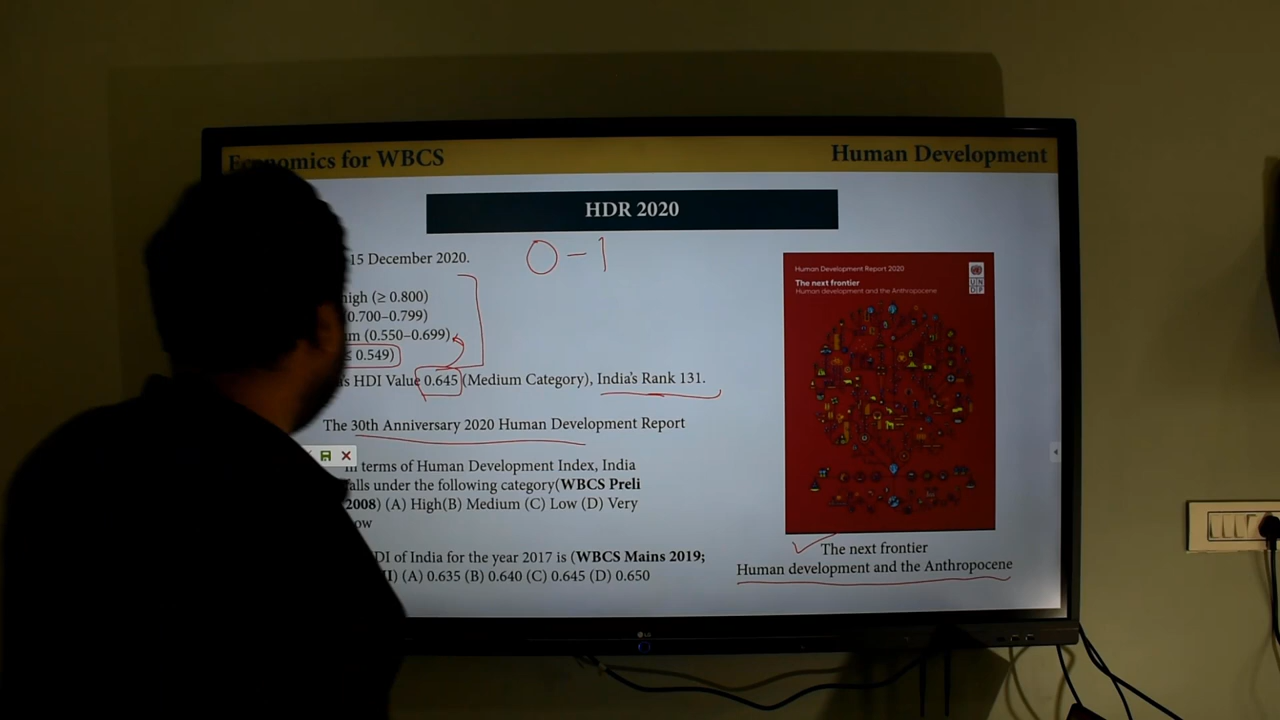 Economics for WBCS
Human Development
HDR 2020
15 December 2020.
0-1
high (≥ 0.800)
(0.700–0.799)
(0.550–0.699)
≤ 0.549)
HDI Value 0.645 (Medium Category), India's Rank 131.
The 30th Anniversary 2020 Human Development Report
In terms of Human Development Index, India
falls under the following category(WBCS Preli
2008) (A) High(B) Medium (C) Low (D) Very
of India for the year 2017 is (WBCS Mains 2019;
(A) 0.635 (B) 0.640 (C) 0.645 (D) 0.650
Human Development Report 2020
The next frontier
Human development and the Anthropocene
U N
D P
The next frontier
Human development and the Anthropocene
LG